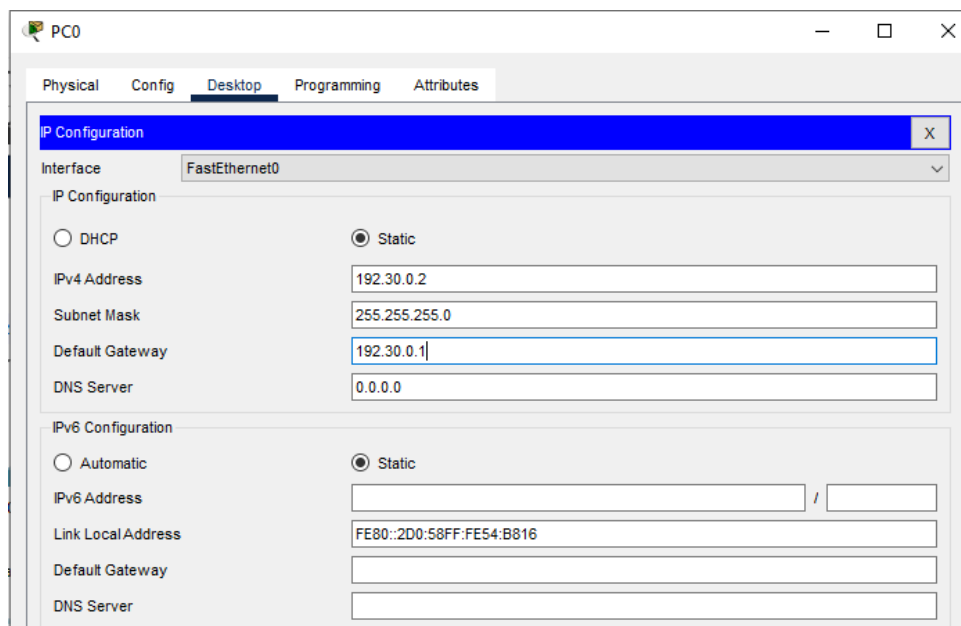 PC0
Physical Config Desktop Programming Attributes
IP Configuration X
Interface FastEthernet0
IP Configuration
DHCP Static
IPv4 Address 192.30.0.2
Subnet Mask 255.255.255.0
Default Gateway 192.30.0.1
DNS Server 0.0.0.0
IPv6 Configuration
Automatic Static
IPv6 Address /
Link Local Address FE80::2D0:58FF:FE54:B816
Default Gateway
DNS Server